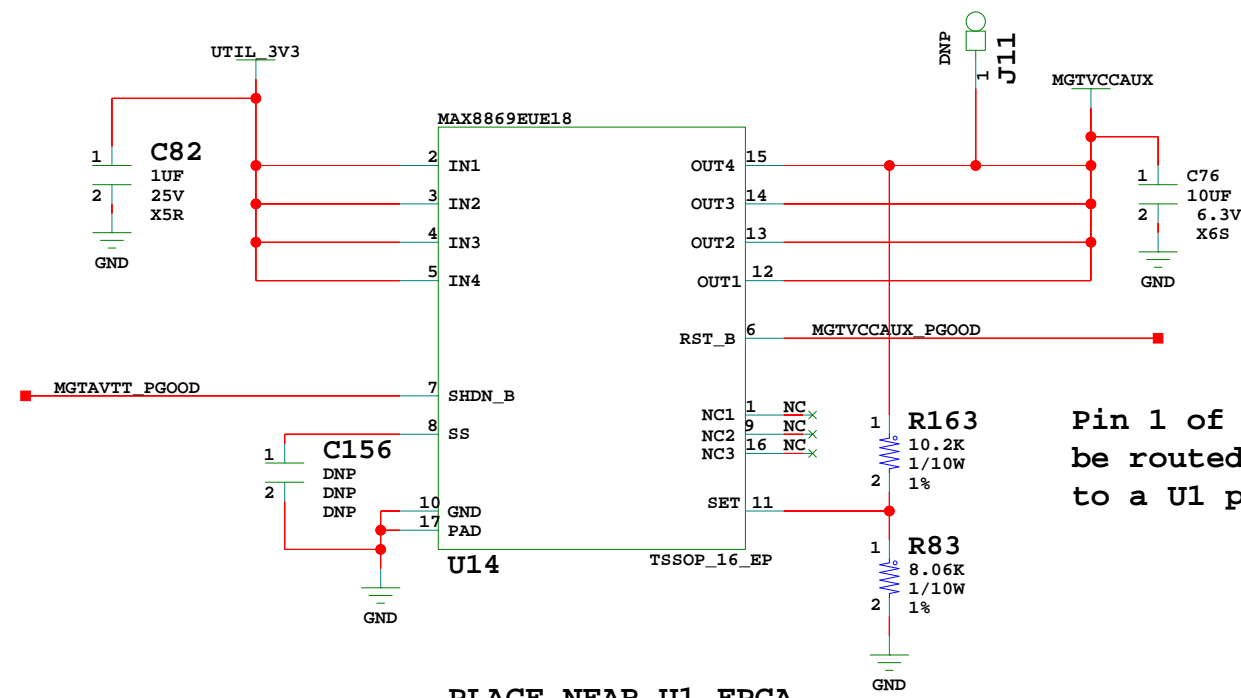 UTIL_3V3
DNP
1
J11
MGTVCCAUX
MAX8869EUE18
1
2
C82
1UF
25V
X5R
GND
2
IN1
3
IN2
4
IN3
5
IN4
OUT4
15
OUT3
14
OUT2
13
OUT1
12
1
2
C76
10UF
6.3V
X6S
GND
RST_B
6
MGTVCCAUX_PGOOD
MGTAVTT_PGOOD
7
SHDN_B
8
SS
NC1
1
NC
NC2
9
NC
NC3
16
NC
1
2
C156
DNP
DNP
DNP
1
2
R163
10.2K
1/10W
1%
Pin 1 of
be routed
to a U1 p
10
GND
17
PAD
SET
11
U14
TSSOP_16_EP
GND
1
2
R83
8.06K
1/10W
1%
GND
PLACE NEAR U1 FPGA